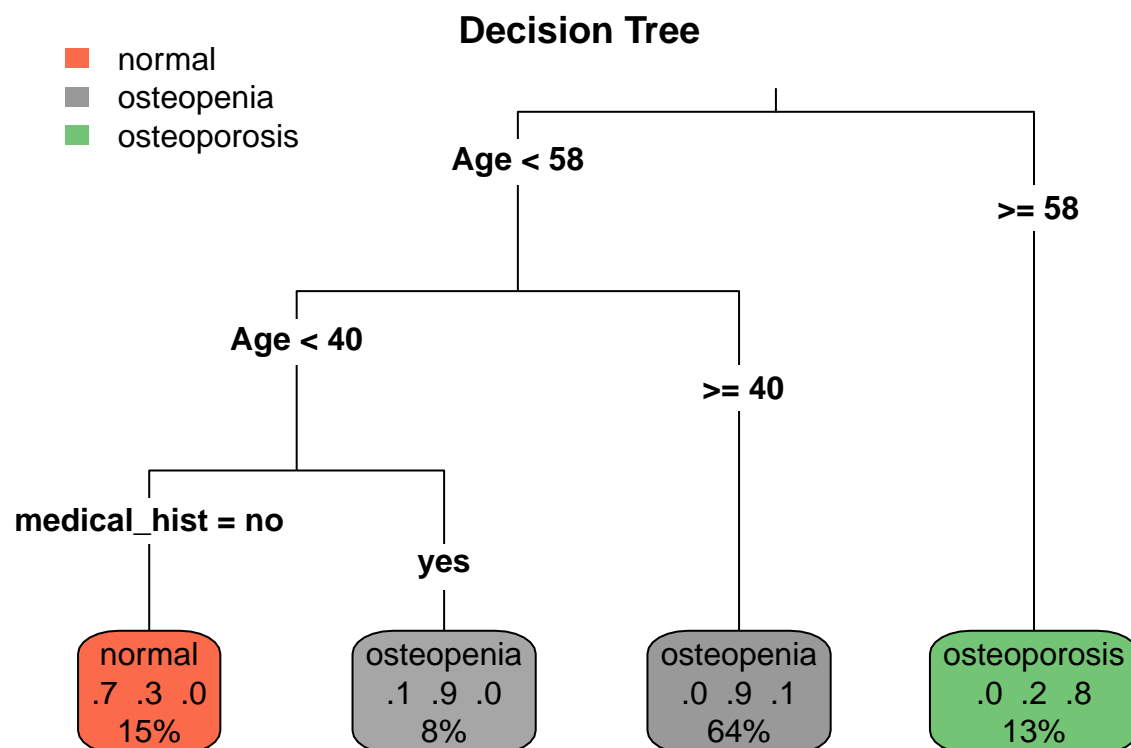 Decision Tree
normal
osteopenia
osteoporosis
Age < 58
>= 58
Age < 40
>= 40
medical_hist = no
yes
normal
.7 .3 .0
15%
osteopenia
.1 .9 .0
8%
osteopenia
.0 .9 .1
64%
osteoporosis
.0 .2 .8
13%